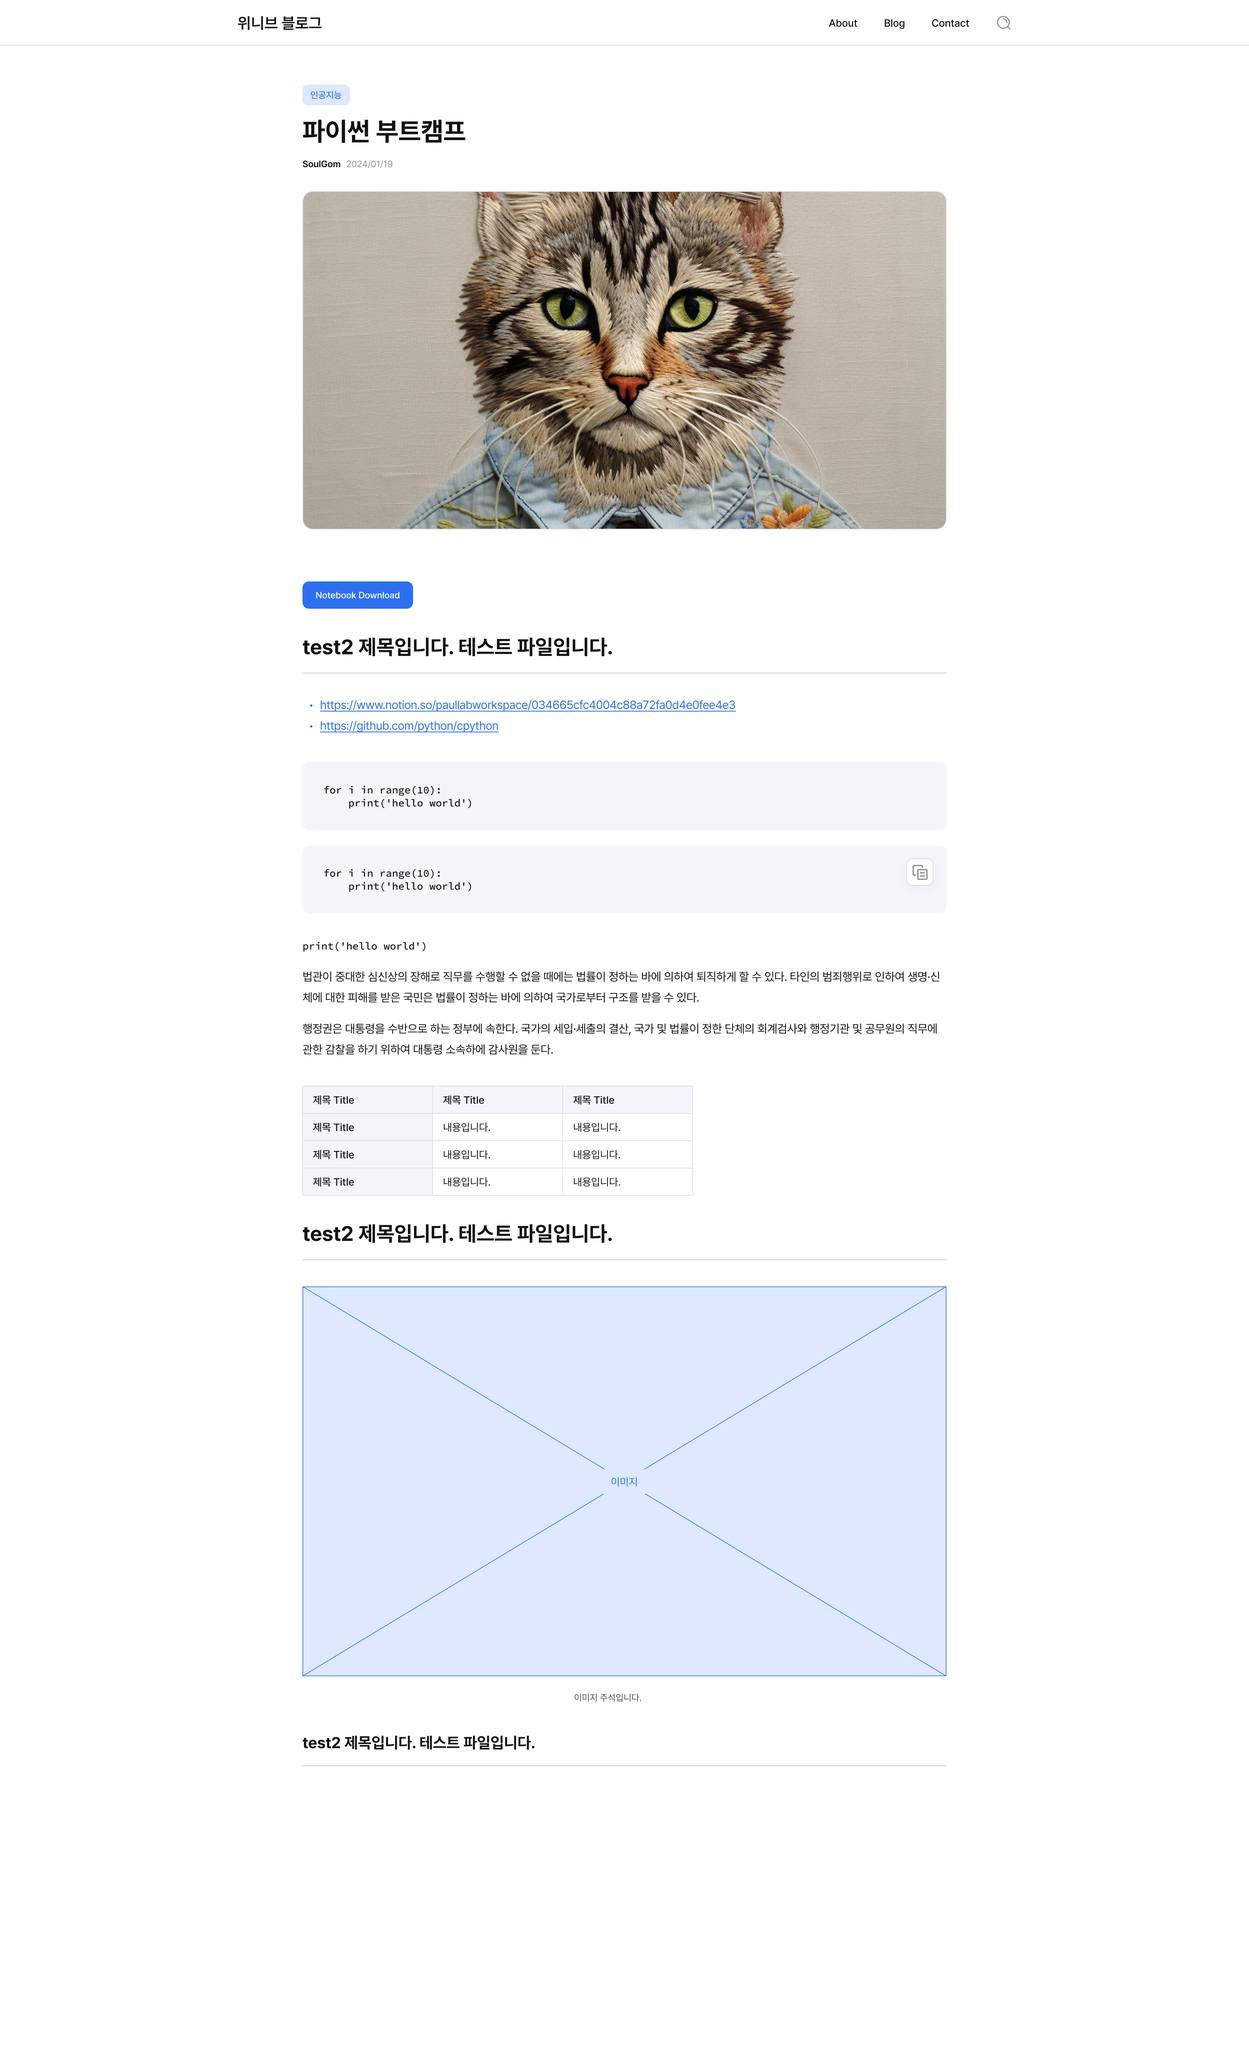 위니브 블로그
About Blog Contact
인공지능
파이썬 부트캠프
SoulGom 2024/01/19
Notebook Download
test2 제목입니다. 테스트 파일입니다.
• https://www.notion.so/paullabworkspace/034665cfc4004c88a72fa0d4e0fee4e3
• https://github.com/python/cpython
for i in range(10):
    print('hello world')
for i in range(10):
    print('hello world')
print('hello world')
법관이 중대한 심신상의 장해로 직무를 수행할 수 없을 때에는 법률이 정하는 바에 의하여 퇴직하게 할 수 있다. 타인의 범죄행위로 인하여 생명·신
체에 대한 피해를 받은 국민은 법률이 정하는 바에 의하여 국가로부터 구조를 받을 수 있다.
행정권은 대통령을 수반으로 하는 정부에 속한다. 국가의 세입·세출의 결산, 국가 및 법률이 정한 단체의 회계검사와 행정기관 및 공무원의 직무에
관한 감찰을 하기 위하여 대통령 소속하에 감사원을 둔다.
제목 Title 제목 Title 제목 Title
제목 Title 내용입니다. 내용입니다.
제목 Title 내용입니다. 내용입니다.
제목 Title 내용입니다. 내용입니다.
test2 제목입니다. 테스트 파일입니다.
이미지
이미지 주석입니다.
test2 제목입니다. 테스트 파일입니다.